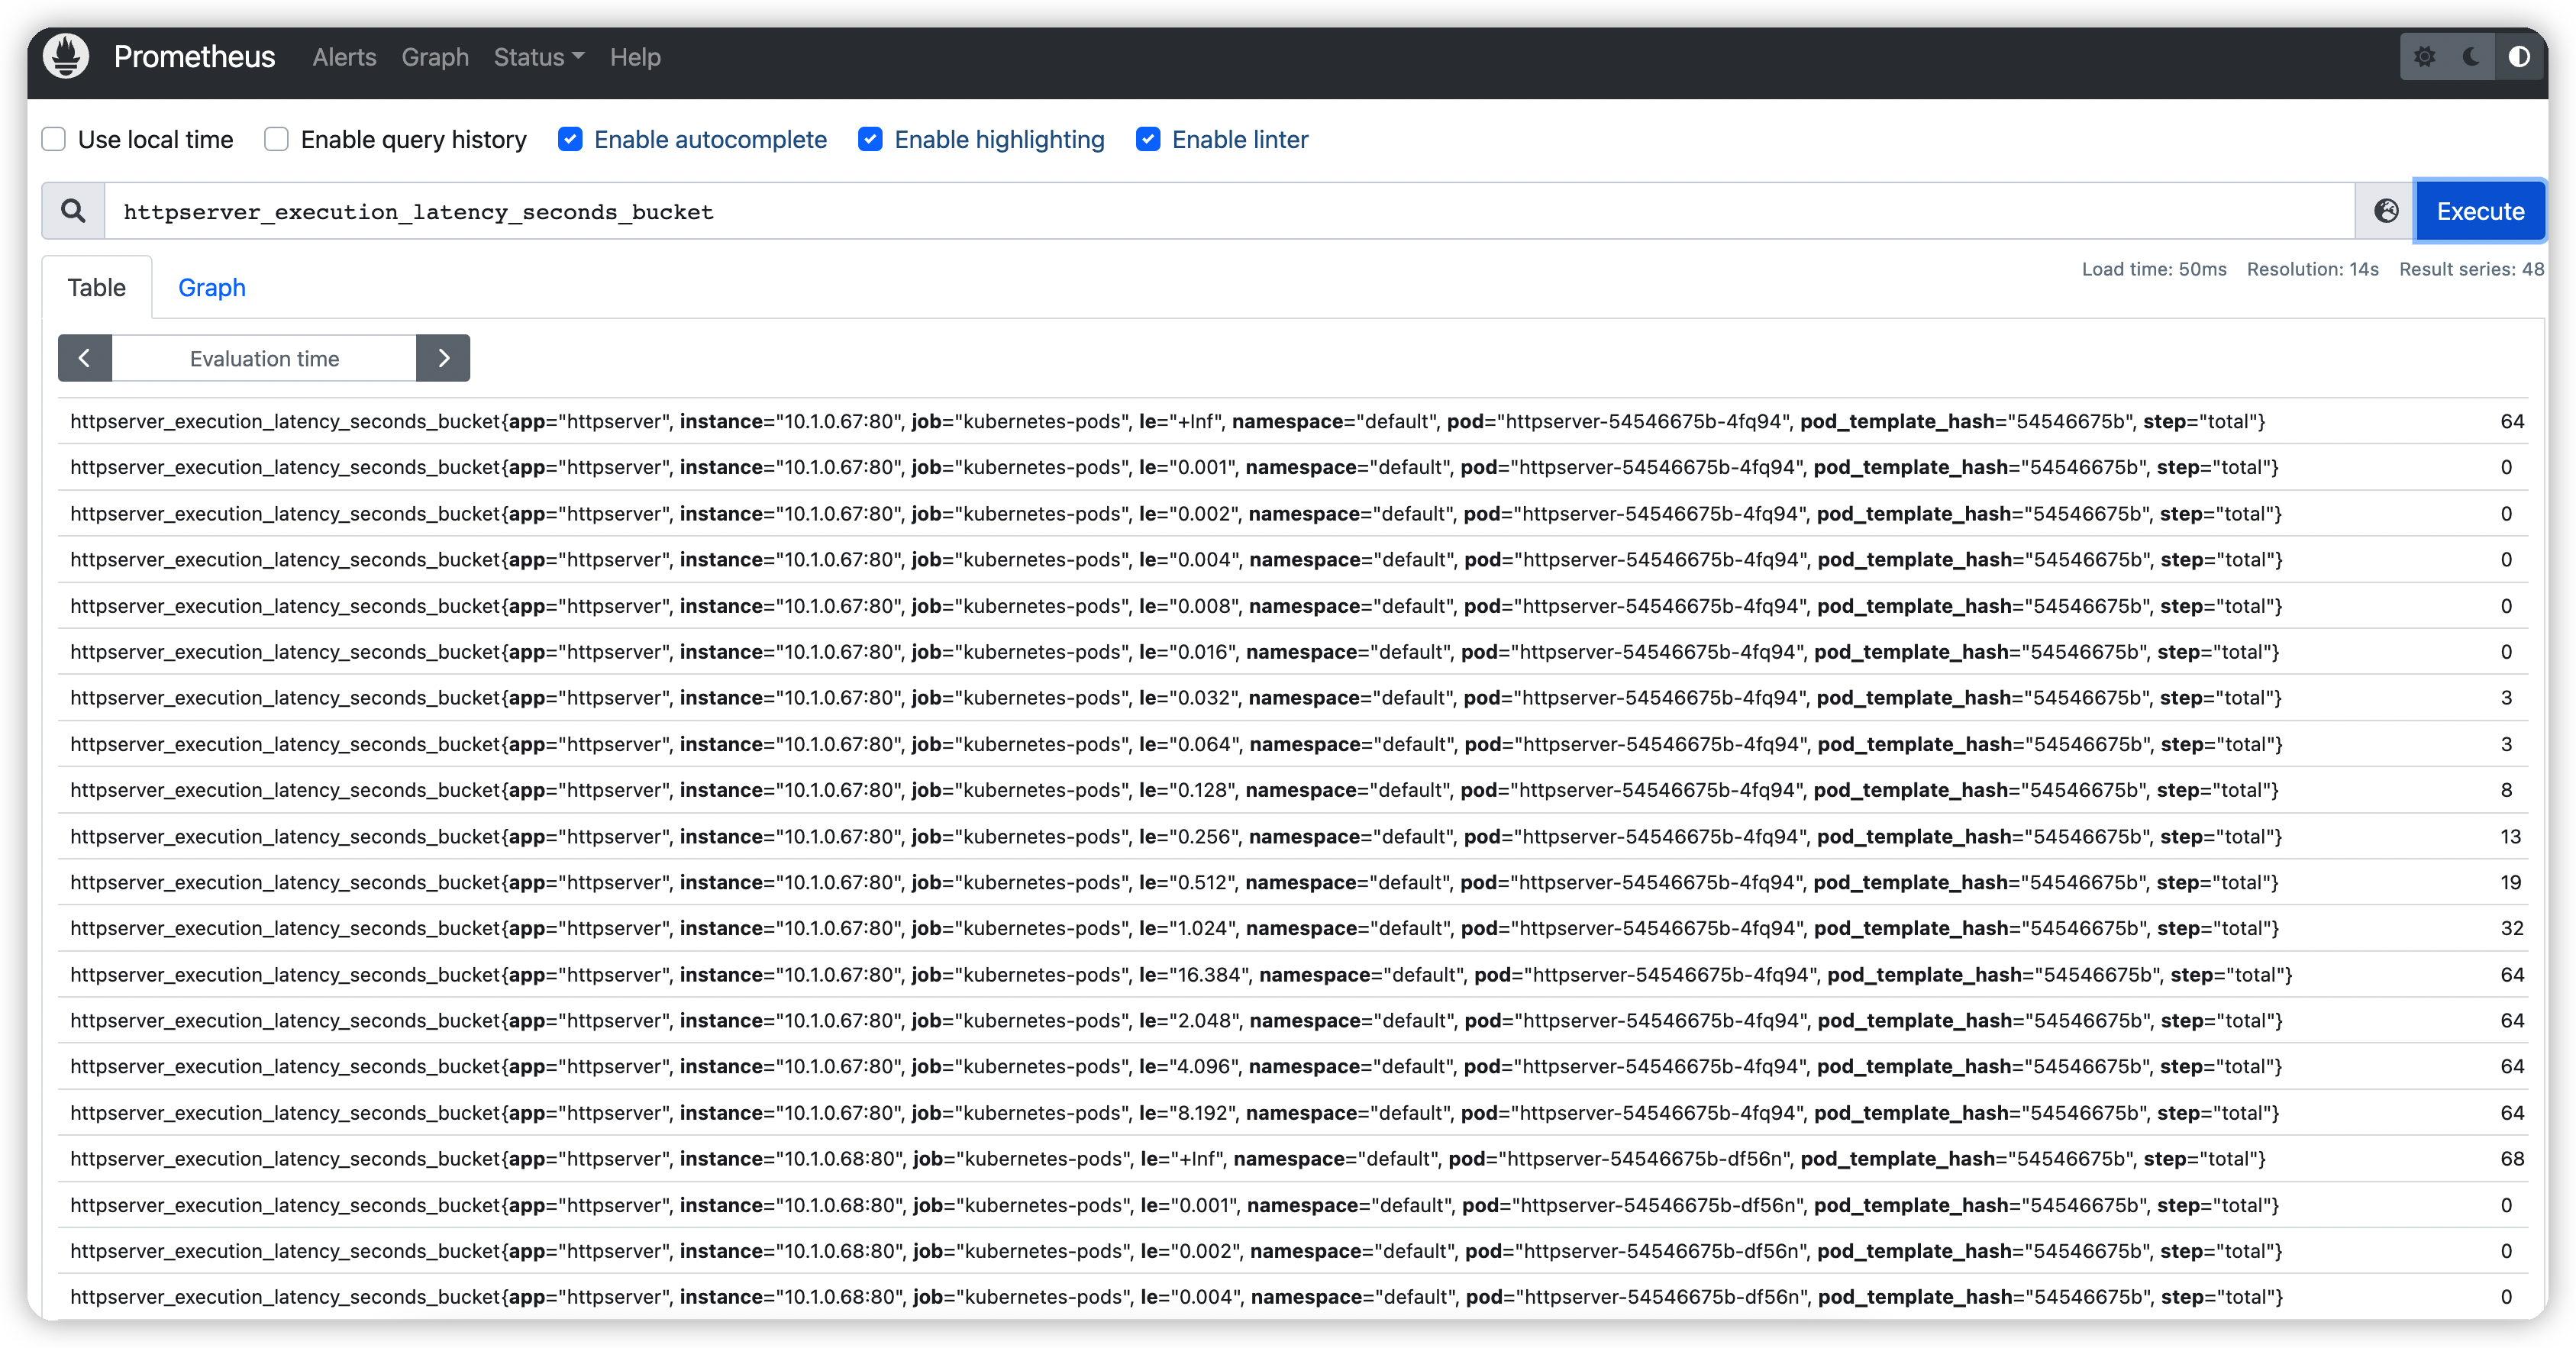 Prometheus Alerts Graph Status Help
Use local time Enable query history Enable autocomplete Enable highlighting Enable linter
httpserver_execution_latency_seconds_bucket Execute
Load time: 50ms Resolution: 14s Result series: 48
Table Graph
Evaluation time
httpserver_execution_latency_seconds_bucket{app="httpserver", instance="10.1.0.67:80", job="kubernetes-pods", le="+Inf", namespace="default", pod="httpserver-54546675b-4fq94", pod_template_hash="54546675b", step="total"} 64
httpserver_execution_latency_seconds_bucket{app="httpserver", instance="10.1.0.67:80", job="kubernetes-pods", le="0.001", namespace="default", pod="httpserver-54546675b-4fq94", pod_template_hash="54546675b", step="total"} 0
httpserver_execution_latency_seconds_bucket{app="httpserver", instance="10.1.0.67:80", job="kubernetes-pods", le="0.002", namespace="default", pod="httpserver-54546675b-4fq94", pod_template_hash="54546675b", step="total"} 0
httpserver_execution_latency_seconds_bucket{app="httpserver", instance="10.1.0.67:80", job="kubernetes-pods", le="0.004", namespace="default", pod="httpserver-54546675b-4fq94", pod_template_hash="54546675b", step="total"} 0
httpserver_execution_latency_seconds_bucket{app="httpserver", instance="10.1.0.67:80", job="kubernetes-pods", le="0.008", namespace="default", pod="httpserver-54546675b-4fq94", pod_template_hash="54546675b", step="total"} 0
httpserver_execution_latency_seconds_bucket{app="httpserver", instance="10.1.0.67:80", job="kubernetes-pods", le="0.016", namespace="default", pod="httpserver-54546675b-4fq94", pod_template_hash="54546675b", step="total"} 0
httpserver_execution_latency_seconds_bucket{app="httpserver", instance="10.1.0.67:80", job="kubernetes-pods", le="0.032", namespace="default", pod="httpserver-54546675b-4fq94", pod_template_hash="54546675b", step="total"} 3
httpserver_execution_latency_seconds_bucket{app="httpserver", instance="10.1.0.67:80", job="kubernetes-pods", le="0.064", namespace="default", pod="httpserver-54546675b-4fq94", pod_template_hash="54546675b", step="total"} 3
httpserver_execution_latency_seconds_bucket{app="httpserver", instance="10.1.0.67:80", job="kubernetes-pods", le="0.128", namespace="default", pod="httpserver-54546675b-4fq94", pod_template_hash="54546675b", step="total"} 8
httpserver_execution_latency_seconds_bucket{app="httpserver", instance="10.1.0.67:80", job="kubernetes-pods", le="0.256", namespace="default", pod="httpserver-54546675b-4fq94", pod_template_hash="54546675b", step="total"} 13
httpserver_execution_latency_seconds_bucket{app="httpserver", instance="10.1.0.67:80", job="kubernetes-pods", le="0.512", namespace="default", pod="httpserver-54546675b-4fq94", pod_template_hash="54546675b", step="total"} 19
httpserver_execution_latency_seconds_bucket{app="httpserver", instance="10.1.0.67:80", job="kubernetes-pods", le="1.024", namespace="default", pod="httpserver-54546675b-4fq94", pod_template_hash="54546675b", step="total"} 32
httpserver_execution_latency_seconds_bucket{app="httpserver", instance="10.1.0.67:80", job="kubernetes-pods", le="16.384", namespace="default", pod="httpserver-54546675b-4fq94", pod_template_hash="54546675b", step="total"} 64
httpserver_execution_latency_seconds_bucket{app="httpserver", instance="10.1.0.67:80", job="kubernetes-pods", le="2.048", namespace="default", pod="httpserver-54546675b-4fq94", pod_template_hash="54546675b", step="total"} 64
httpserver_execution_latency_seconds_bucket{app="httpserver", instance="10.1.0.67:80", job="kubernetes-pods", le="4.096", namespace="default", pod="httpserver-54546675b-4fq94", pod_template_hash="54546675b", step="total"} 64
httpserver_execution_latency_seconds_bucket{app="httpserver", instance="10.1.0.67:80", job="kubernetes-pods", le="8.192", namespace="default", pod="httpserver-54546675b-4fq94", pod_template_hash="54546675b", step="total"} 64
httpserver_execution_latency_seconds_bucket{app="httpserver", instance="10.1.0.68:80", job="kubernetes-pods", le="+Inf", namespace="default", pod="httpserver-54546675b-df56n", pod_template_hash="54546675b", step="total"} 68
httpserver_execution_latency_seconds_bucket{app="httpserver", instance="10.1.0.68:80", job="kubernetes-pods", le="0.001", namespace="default", pod="httpserver-54546675b-df56n", pod_template_hash="54546675b", step="total"} 0
httpserver_execution_latency_seconds_bucket{app="httpserver", instance="10.1.0.68:80", job="kubernetes-pods", le="0.002", namespace="default", pod="httpserver-54546675b-df56n", pod_template_hash="54546675b", step="total"} 0
httpserver_execution_latency_seconds_bucket{app="httpserver", instance="10.1.0.68:80", job="kubernetes-pods", le="0.004", namespace="default", pod="httpserver-54546675b-df56n", pod_template_hash="54546675b", step="total"} 0